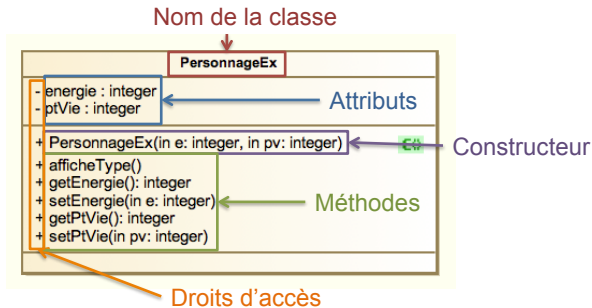 Nom de la classe
PersonnageEx
- energie : integer
- ptVie : integer
Attributs
+ PersonnageEx(in e: integer, in pv: integer)
C#
Constructeur
+ afficheType()
+ getEnergie(): integer
+ setEnergie(in e: integer)
+ getPtVie(): integer
+ setPtVie(in pv: integer)
Méthodes
Droits d'accès